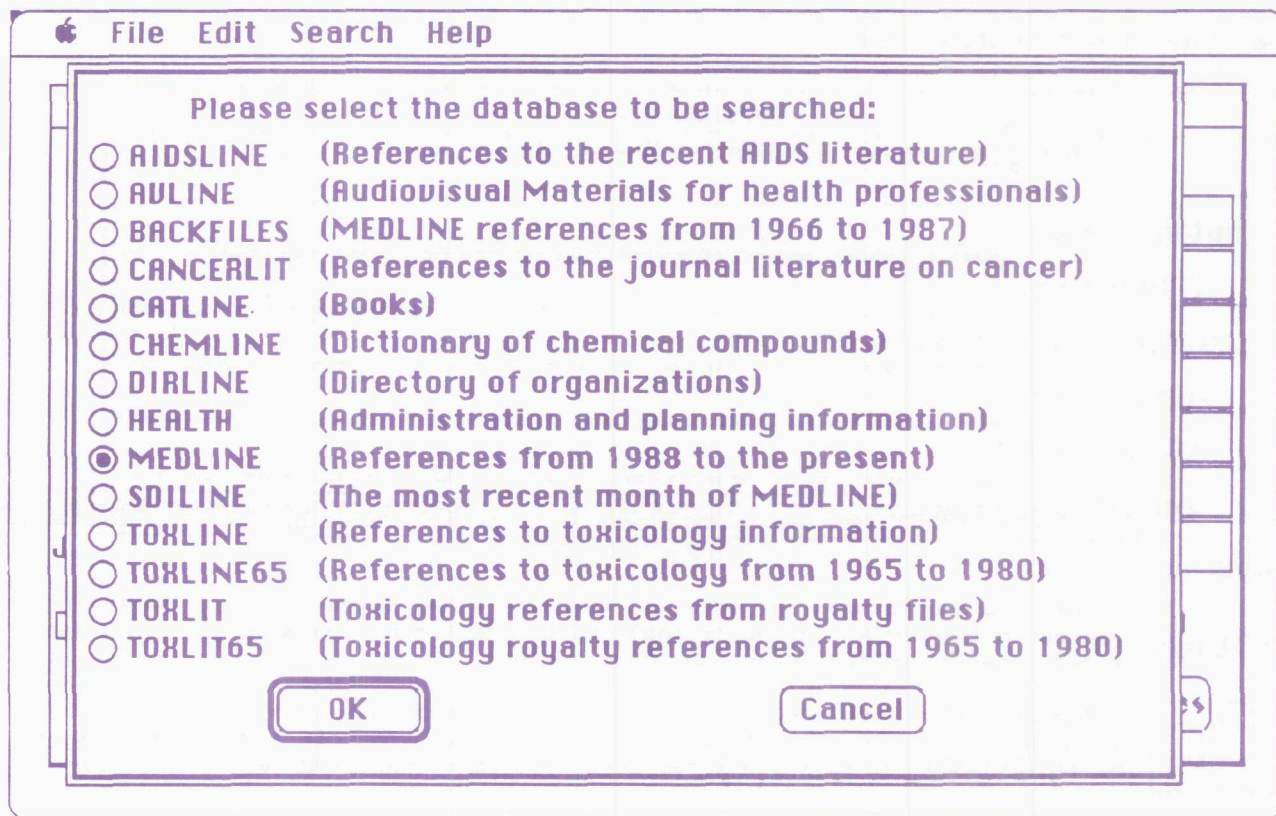 File Edit Search Help
Please select the database to be searched:
AIDSLINE (References to the recent AIDS literature)
AVLINE (Audiovisual Materials for health professionals)
BACKFILES (MEDLINE references from 1966 to 1987)
CANCERLIT (References to the journal literature on cancer)
CATLINE (Books)
CHEMLINE (Dictionary of chemical compounds)
DIRLINE (Directory of organizations)
HEALTH (Administration and planning information)
MEDLINE (References from 1988 to the present)
SDILINE (The most recent month of MEDLINE)
TOXLINE (References to toxicology information)
TOXLINE65 (References to toxicology from 1965 to 1980)
TOXLIT (Toxicology references from royalty files)
TOXLIT65 (Toxicology royalty references from 1965 to 1980)
OK Cancel